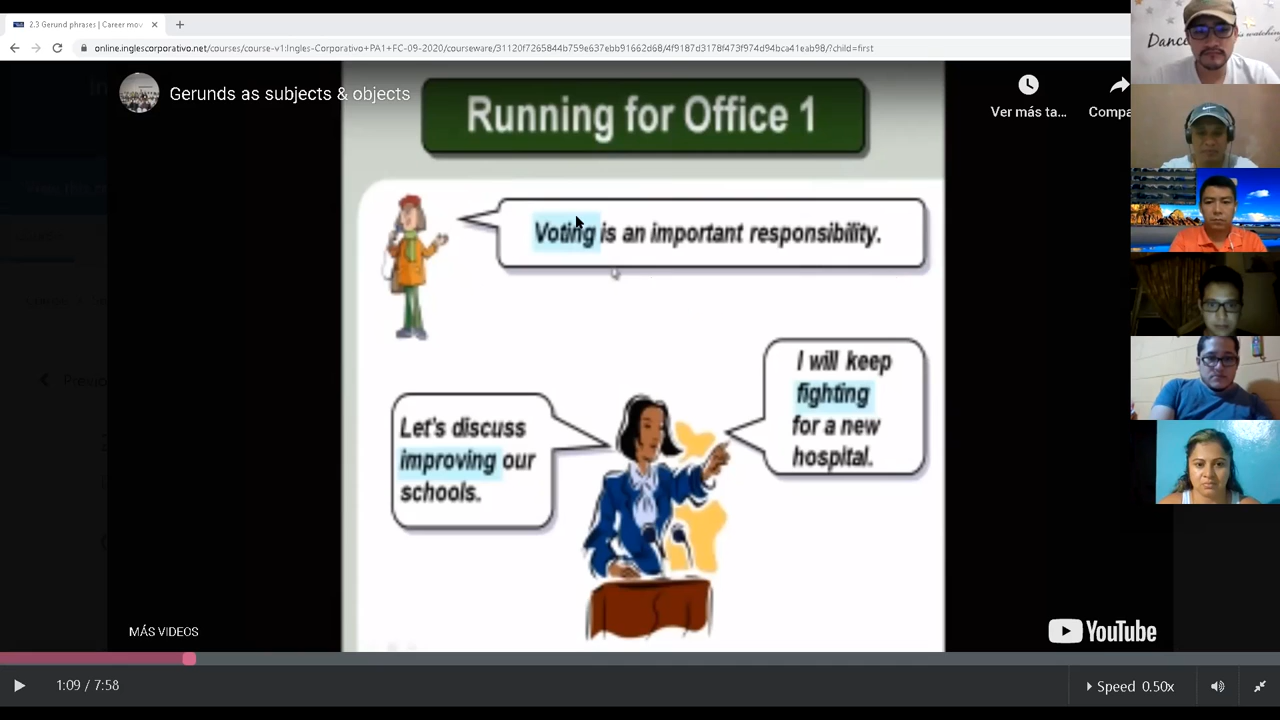 2.3 Gerund phrases | Career mov
online.inglescorporativo.net/courses/course-v1:Ingles-Corporativo+PA1+FC-09-2020/courseware/31120f7265844b759e637ebb91662d68/4f9187d3178f473f974d94bca41eab98/?child=first
Gerunds as subjects & objects
Ver más ta...
Compa
Running for Office 1
Voting is an important responsibility.
I will keep
fighting
for a new
hospital.
Let's discuss
improving our
schools.
MÁS VIDEOS
YouTube
1:09 / 7:58
Speed 0.50x